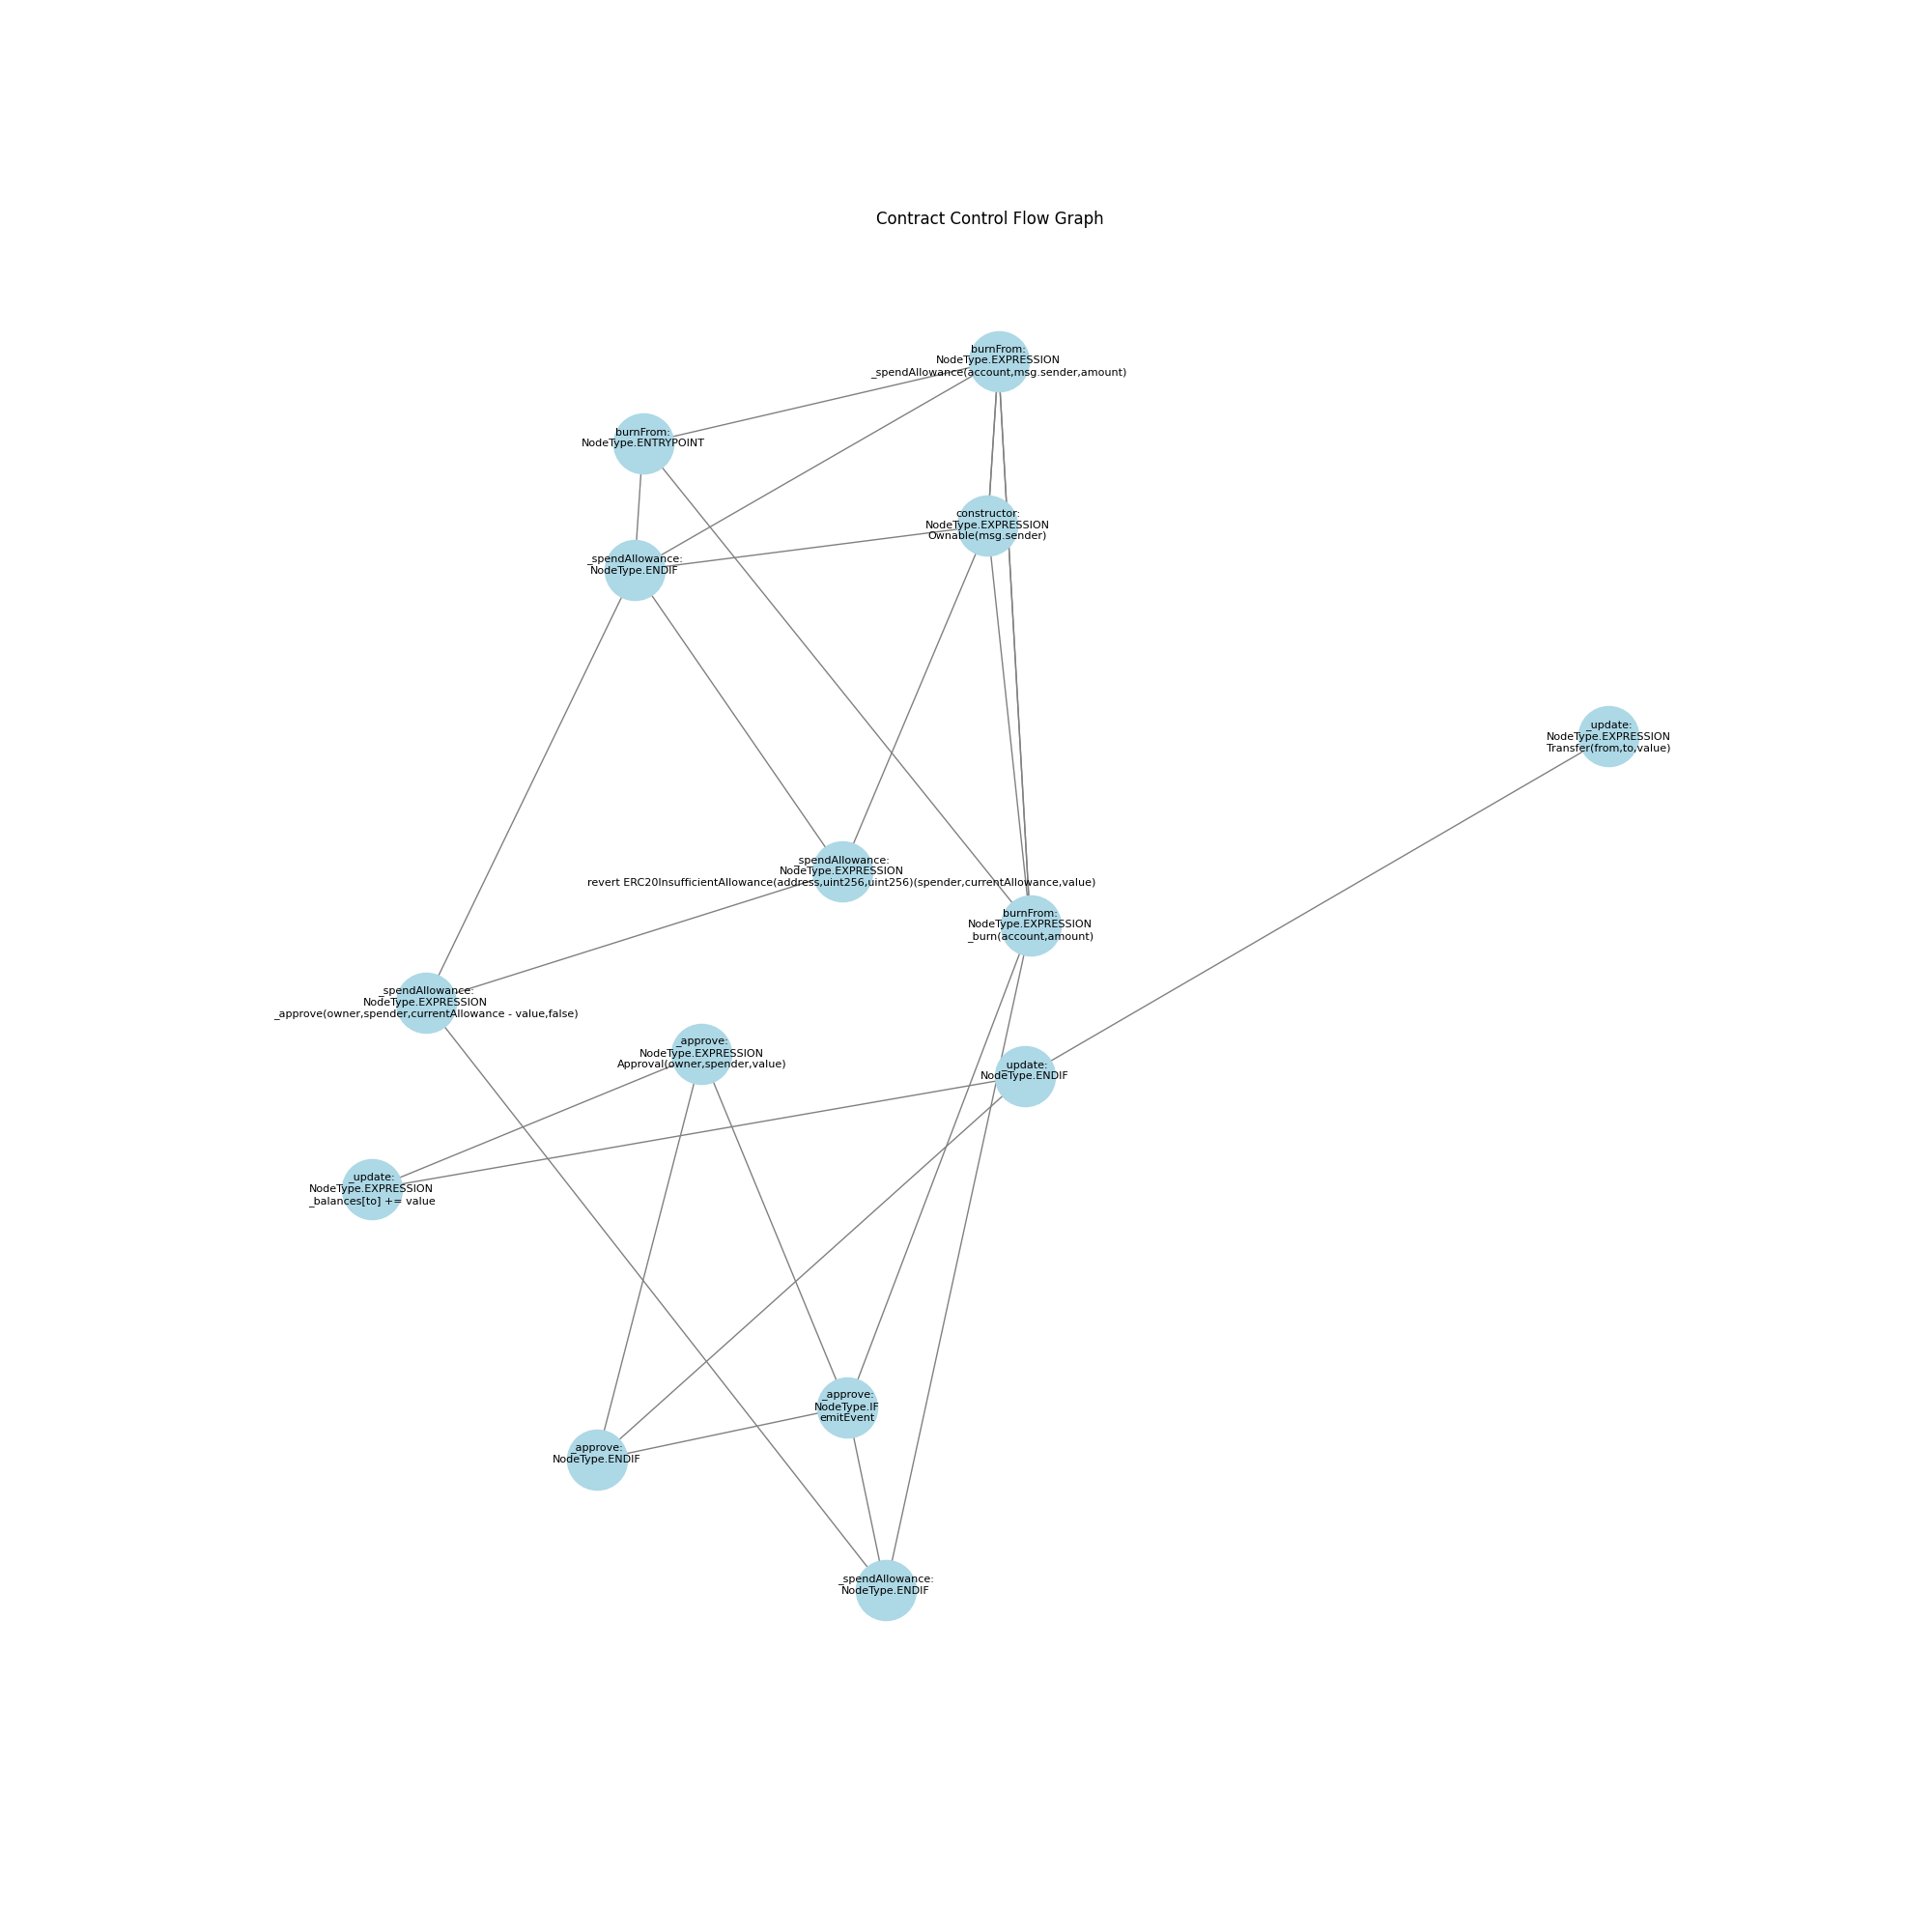 Contract Control Flow Graph
burnFrom:
NodeType.EXPRESSION
_spendAllowance(account,msg.sender,amount)
burnFrom:
NodeType.ENTRYPOINT
constructor:
NodeType.EXPRESSION
Ownable(msg.sender)
_spendAllowance:
NodeType.ENDIF
_update:
NodeType.EXPRESSION
Transfer(from,to,value)
_spendAllowance:
NodeType.EXPRESSION
revert ERC20InsufficientAllowance(address,uint256,uint256)(spender,currentAllowance,value)
burnFrom:
NodeType.EXPRESSION
_burn(account,amount)
_spendAllowance:
NodeType.EXPRESSION
_approve(owner,spender,currentAllowance - value,false)
_approve:
NodeType.EXPRESSION
Approval(owner,spender,value)
_update:
NodeType.ENDIF
_update:
NodeType.EXPRESSION
_balances[to] += value
_approve:
NodeType.IF
emitEvent
_approve:
NodeType.ENDIF
_spendAllowance:
NodeType.ENDIF